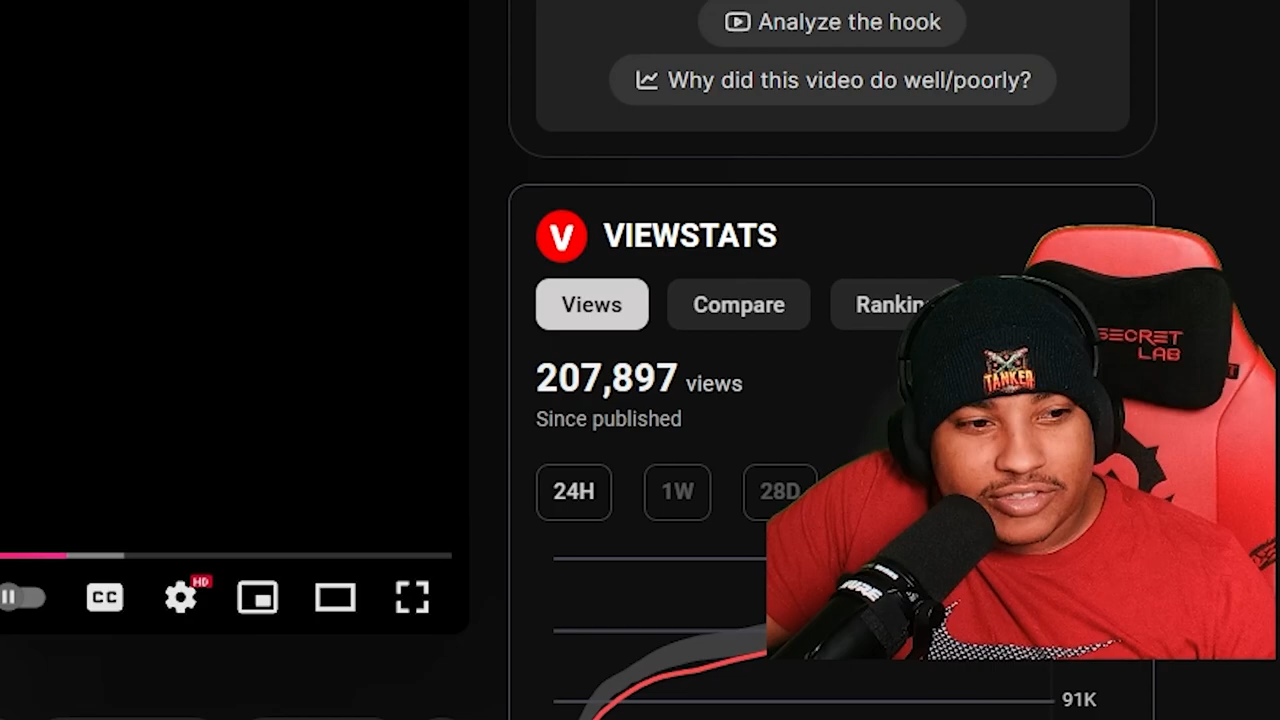 Analyze the hook
Why did this video do well/poorly?
V VIEWSTATS
Views Compare
207,897 views
Since published
24H 1W 28D
HD
CC
SECRET
LAB
TANKER
91K